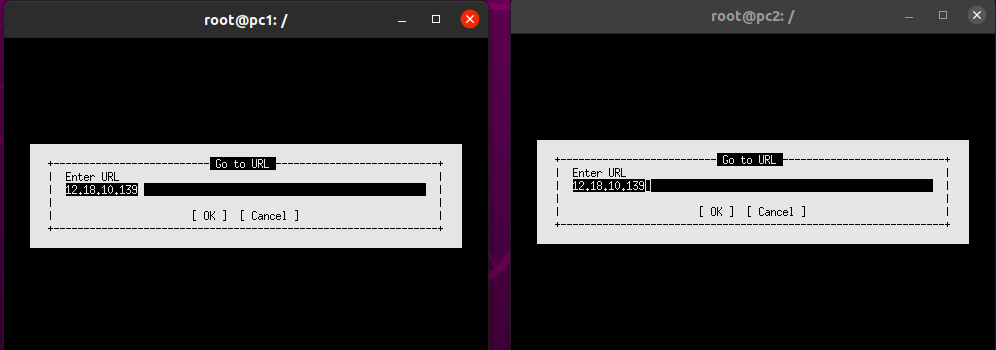 root@pc1: /
Go to URL
Enter URL
12.18.10.139
[ OK ] [ Cancel ]
root@pc2: /
Go to URL
Enter URL
12.18.10.139
[ OK ] [ Cancel ]